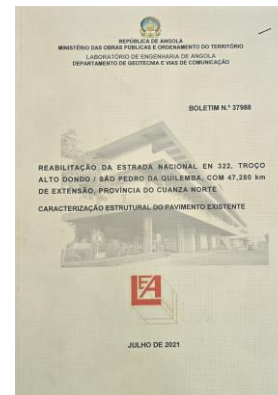 REPÚBLICA DE ANGOLA
MINISTÉRIO DAS OBRAS PÚBLICAS E ORDENAMENTO DO TERRITÓRIO
LABORATÓRIO DE ENGENHARIA DE ANGOLA
DEPARTAMENTO DE GEOTECNIA E VIAS DE COMUNICAÇÃO
BOLETIM N.º 37988
REABILITAÇÃO DA ESTRADA NACIONAL EN 322, TROÇO
ALTO DONDO / SÃO PEDRO DA QUILEMBA, COM 47,280 km
DE EXTENSÃO, PROVÍNCIA DO CUANZA NORTE
CARACTERIZAÇÃO ESTRUTURAL DO PAVIMENTO EXISTENTE
LEA
JULHO DE 2021